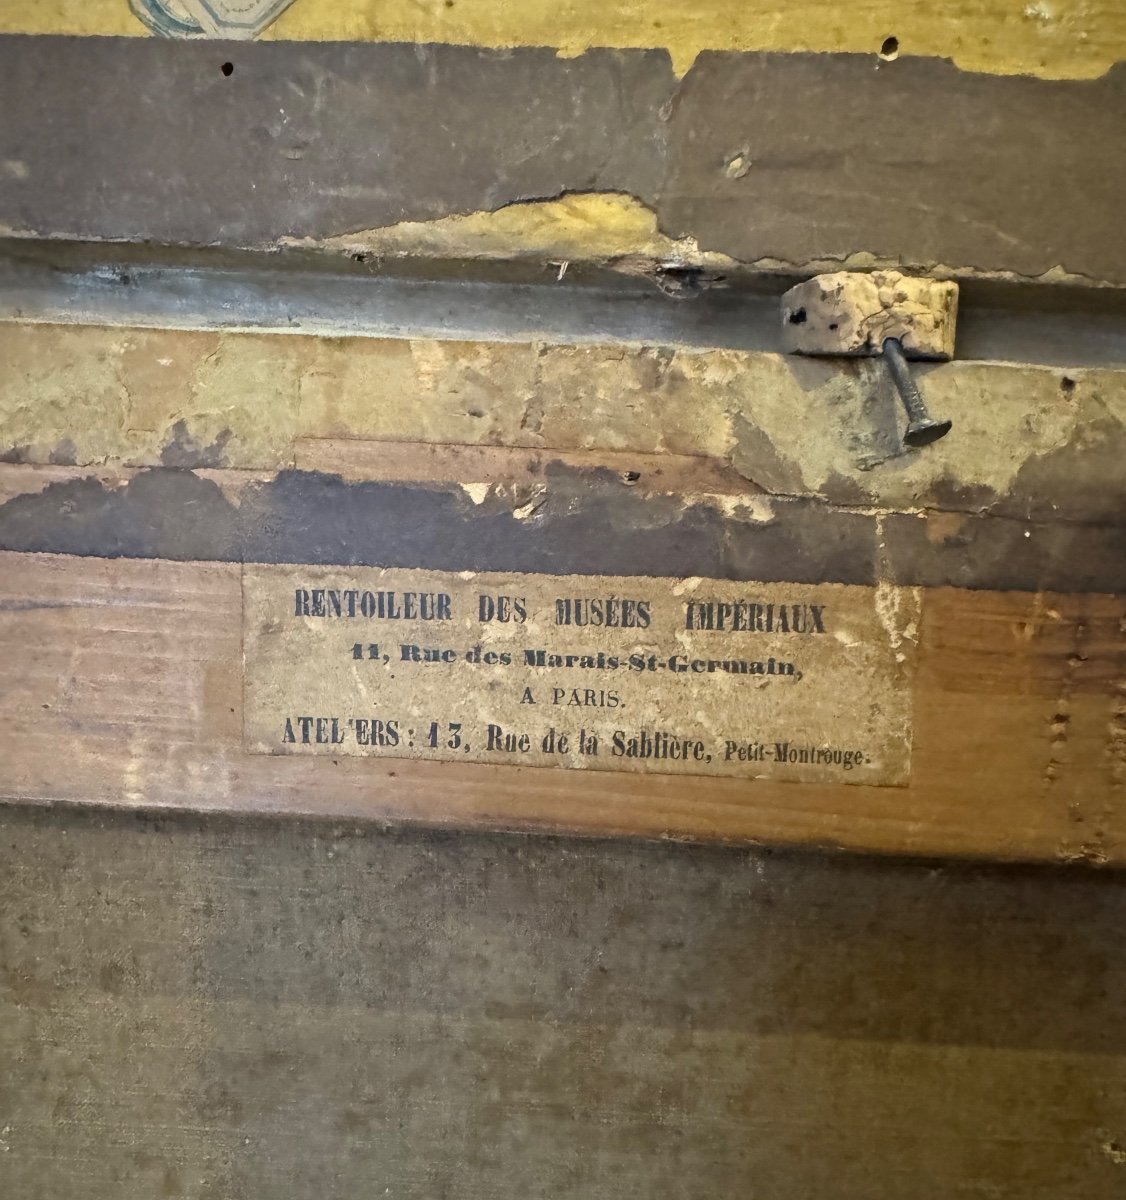 RENTOILEUR DES MUSÉES IMPÉRIAUX
11, Rue des Marais-St-Germain,
A PARIS.
ATEL'ERS : 13, Rue de la Sablière, Petit-Montrouge.